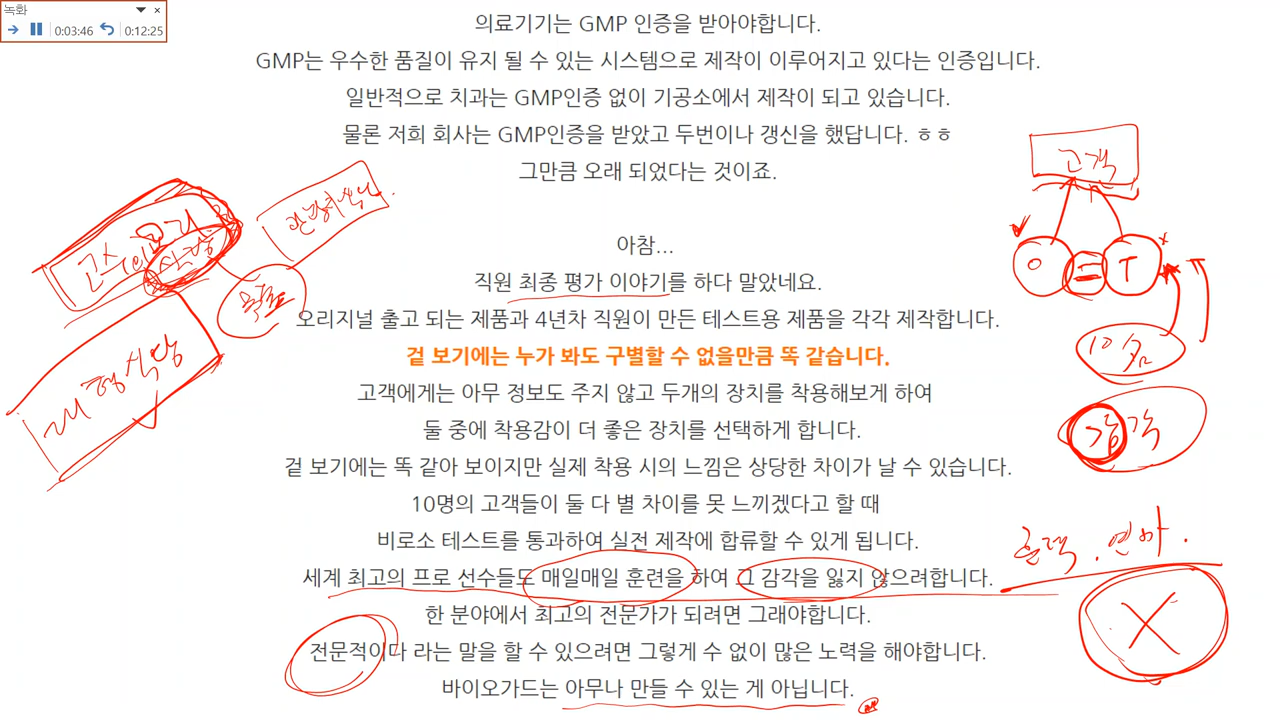 녹화
0:03:46 0:12:25
의료기기는 GMP 인증을 받아야합니다.
GMP는 우수한 품질이 유지 될 수 있는 시스템으로 제작이 이루어지고 있다는 인증입니다.
일반적으로 치과는 GMP인증 없이 기공소에서 제작이 되고 있습니다.
물론 저희 회사는 GMP인증을 받았고 두번이나 갱신을 했답니다. ㅎㅎ
그만큼 오래 되었다는 것이죠.
고객
아참...
O = T
직원 최종 평가 이야기를 하다 말았네요.
목표
오리지널 출고 되는 제품과 4년차 직원이 만든 테스트용 제품을 각각 제작합니다.
10名
겉 보기에는 누가 봐도 구별할 수 없을만큼 똑 같습니다.
대형식당
고객에게는 아무 정보도 주지 않고 두개의 장치를 착용해보게 하여
둘 중에 착용감이 더 좋은 장치를 선택하게 합니다.
감각
겉 보기에는 똑 같아 보이지만 실제 착용 시의 느낌은 상당한 차이가 날 수 있습니다.
10명의 고객들이 둘 다 별 차이를 못 느끼겠다고 할 때
비로소 테스트를 통과하여 실전 제작에 합류할 수 있게 됩니다.
훈련.연마.
세계 최고의 프로 선수들도 매일매일 훈련을 하여 그 감각을 잃지 않으려합니다.
한 분야에서 최고의 전문가가 되려면 그래야합니다.
X
전문적이다 라는 말을 할 수 있으려면 그렇게 수 없이 많은 노력을 해야합니다.
바이오가드는 아무나 만들 수 있는 게 아닙니다.